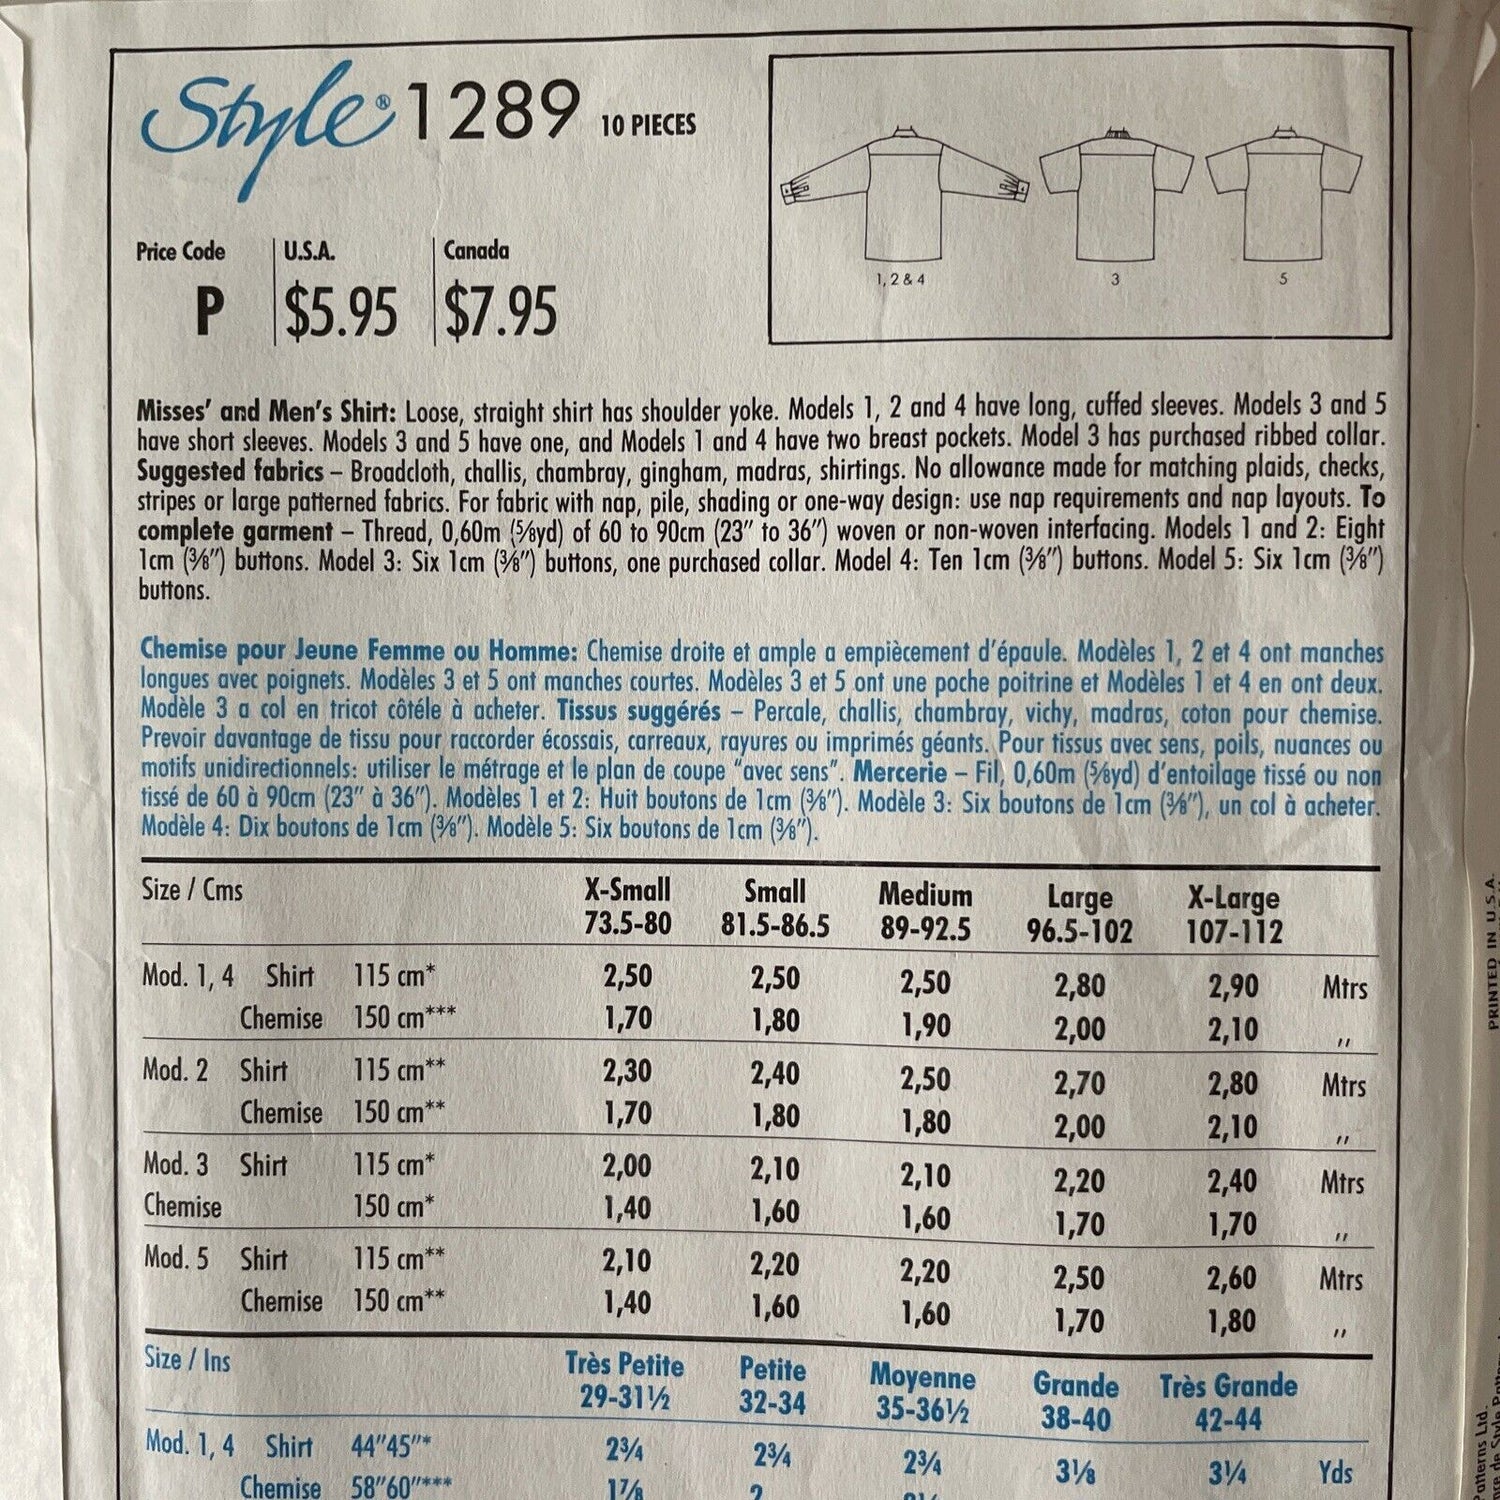 Style® 1289 10 PIECES
1, 2 & 4 3 5
Price Code U.S.A. Canada
P $5.95 $7.95
Misses' and Men's Shirt: Loose, straight shirt has shoulder yoke. Models 1, 2 and 4 have long, cuffed sleeves. Models 3 and 5
have short sleeves. Models 3 and 5 have one, and Models 1 and 4 have two breast pockets. Model 3 has purchased ribbed collar.
Suggested fabrics – Broadcloth, challis, chambray, gingham, madras, shirtings. No allowance made for matching plaids, checks,
stripes or large patterned fabrics. For fabric with nap, pile, shading or one-way design: use nap requirements and nap layouts. To
complete garment – Thread, 0,60m (⅝yd) of 60 to 90cm (23″ to 36″) woven or non-woven interfacing. Models 1 and 2: Eight
1cm (⅜″) buttons. Model 3: Six 1cm (⅜″) buttons, one purchased collar. Model 4: Ten 1cm (⅜″) buttons. Model 5: Six 1cm (⅜″)
buttons.
Chemise pour Jeune Femme ou Homme: Chemise droite et ample a empiècement d'épaule. Modèles 1, 2 et 4 ont manches
longues avec poignets. Modèles 3 et 5 ont manches courtes. Modèles 3 et 5 ont une poche poitrine et Modèles 1 et 4 en ont deux.
Modèle 3 a col en tricot côtéle à acheter. Tissus suggérés – Percale, challis, chambray, vichy, madras, coton pour chemise.
Prevoir davantage de tissu pour raccorder écossais, carreaux, rayures ou imprimés géants. Pour tissus avec sens, poils, nuances ou
motifs unidirectionnels: utiliser le métrage et le plan de coupe "avec sens". Mercerie – Fil, 0,60m (⅝yd) d'entoilage tissé ou non
tissé de 60 à 90cm (23″ à 36″). Modèles 1 et 2: Huit boutons de 1cm (⅜″). Modèle 3: Six boutons de 1cm (⅜″), un col à acheter.
Modèle 4: Dix boutons de 1cm (⅜″). Modèle 5: Six boutons de 1cm (⅜″).
Size / Cms X-Small Small Medium Large X-Large
73.5-80 81.5-86.5 89-92.5 96.5-102 107-112
Mod. 1, 4 Shirt 115 cm* 2,50 2,50 2,50 2,80 2,90 Mtrs
Chemise 150 cm*** 1,70 1,80 1,90 2,00 2,10 ,,
Mod. 2 Shirt 115 cm** 2,30 2,40 2,50 2,70 2,80 Mtrs
Chemise 150 cm** 1,70 1,80 1,80 2,00 2,10 ,,
Mod. 3 Shirt 115 cm* 2,00 2,10 2,10 2,20 2,40 Mtrs
Chemise 150 cm* 1,40 1,60 1,60 1,70 1,70 ,,
Mod. 5 Shirt 115 cm** 2,10 2,20 2,20 2,50 2,60 Mtrs
Chemise 150 cm** 1,40 1,60 1,60 1,70 1,80 ,,
Size / Ins Très Petite Petite Moyenne Grande Très Grande
29-31½ 32-34 35-36½ 38-40 42-44
Mod. 1, 4 Shirt 44″45″* 2¾ 2¾ 2¾ 3⅛ 3¼ Yds
Chemise 58″60″*** 1⅞ 2
PRINTED IN U.S.A.
Patterns Ltd.